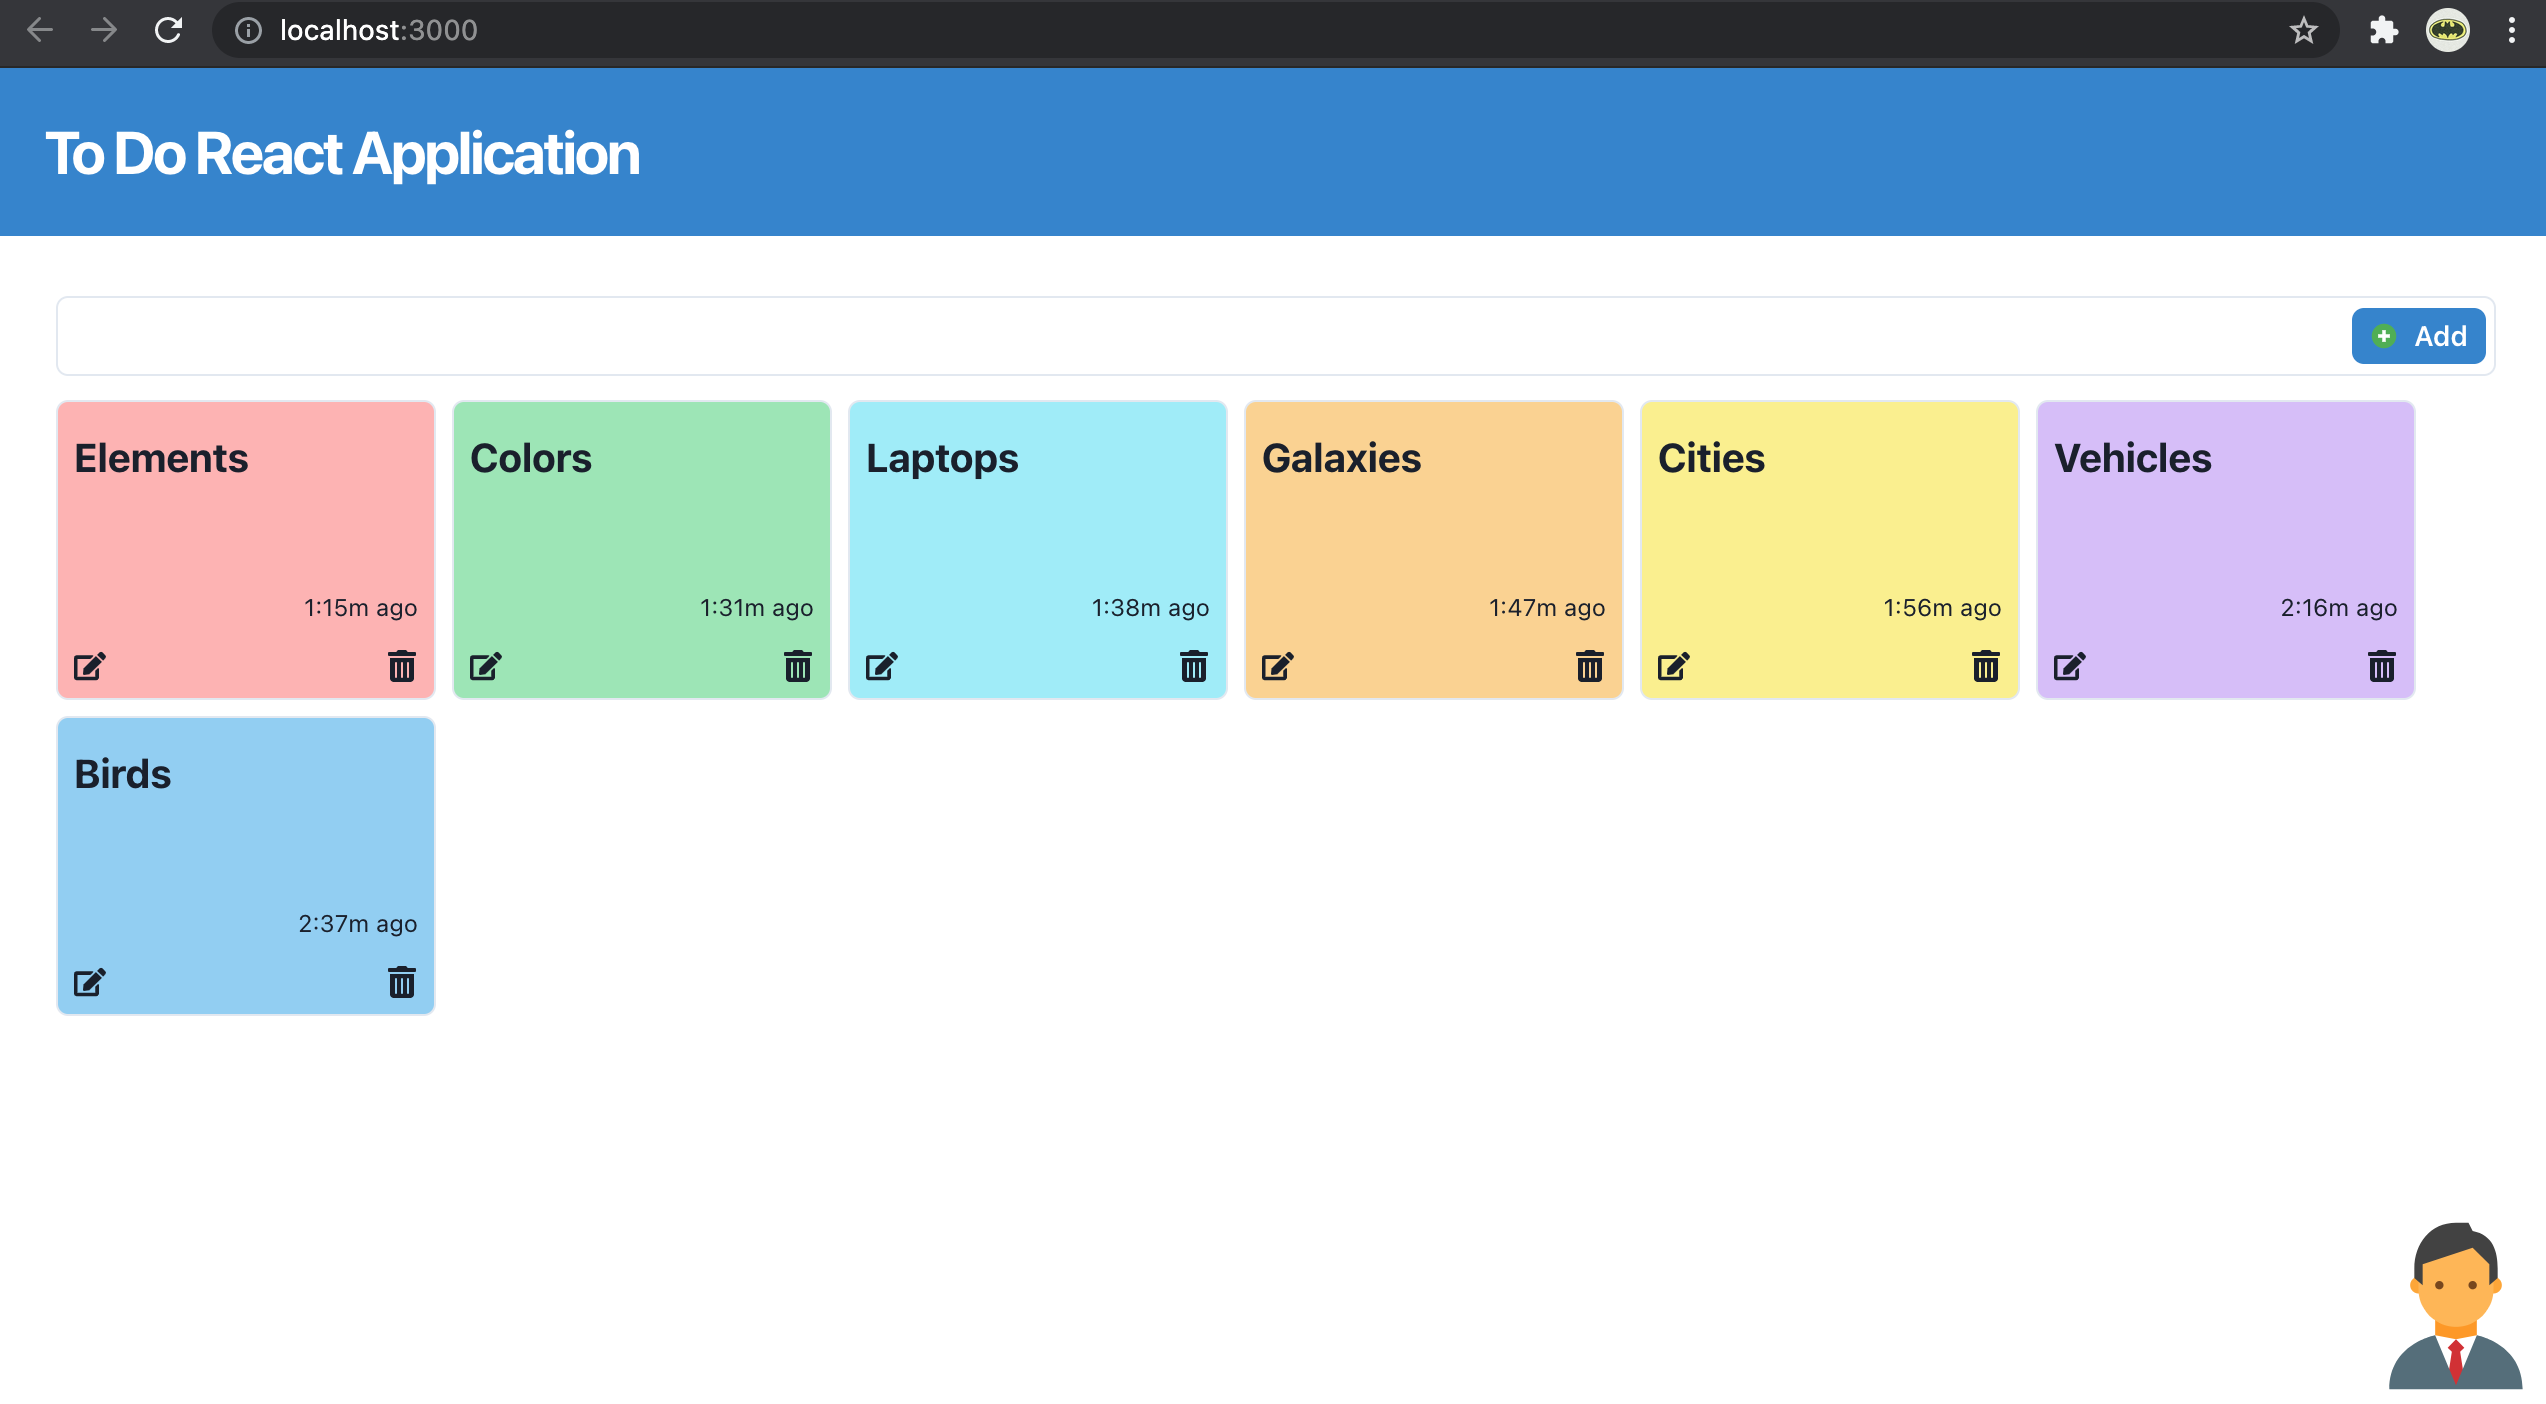 localhost:3000
To Do React Application
Add
Elements
Colors
Laptops
Galaxies
Cities
Vehicles
1:15m ago
1:31m ago
1:38m ago
1:47m ago
1:56m ago
2:16m ago
Birds
2:37m ago